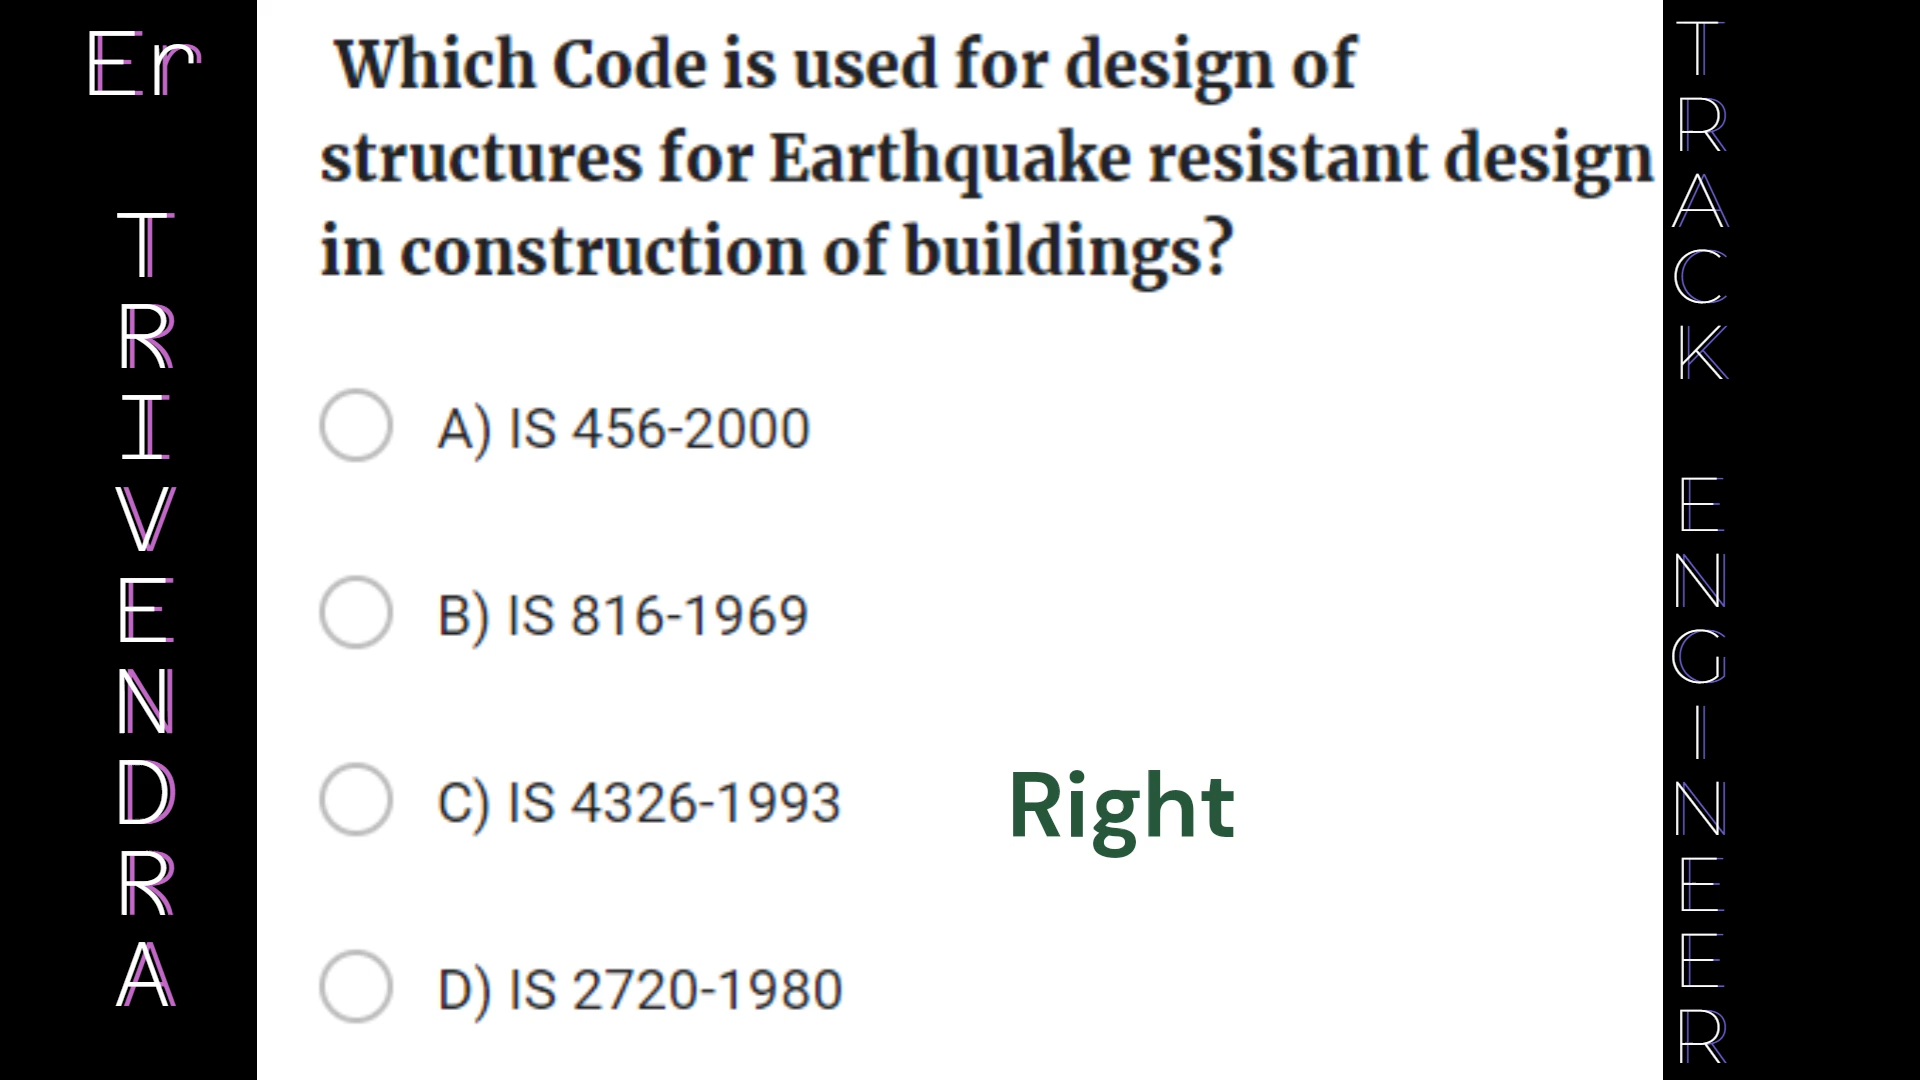 Er
TRIVENDRA
Which Code is used for design of
structures for Earthquake resistant design
in construction of buildings?
A) IS 456-2000
B) IS 816-1969
C) IS 4326-1993
Right
D) IS 2720-1980
TRACK ENGINEER